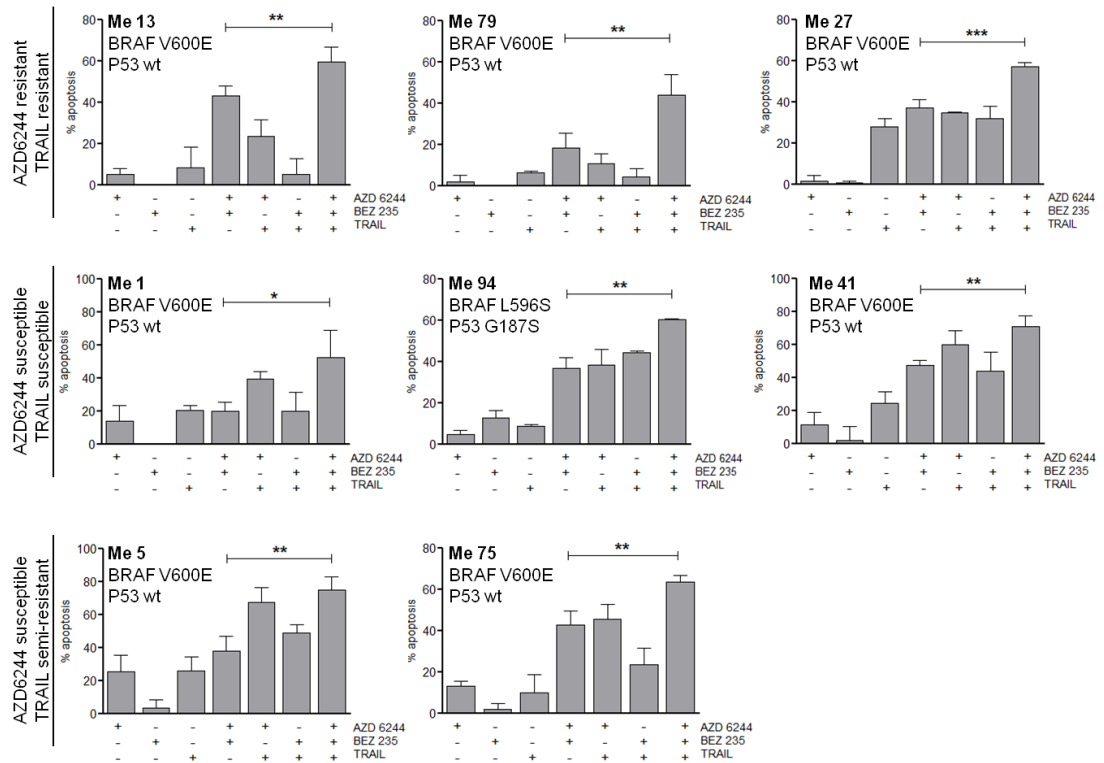 AZD6244 resistant
TRAIL resistant
Me 13
BRAF V600E
P53 wt
**
% apoptosis
80
60
40
20
0
+ - - + + - + AZD 6244
- + - + - + + BEZ 235
- - + - + + + TRAIL
Me 79
BRAF V600E
P53 wt
**
% apoptosis
80
60
40
20
0
+ - - + + - + AZD 6244
- + - + - + + BEZ 235
- - + - + + + TRAIL
Me 27
BRAF V600E
P53 wt
***
% apoptosis
80
60
40
20
0
+ - - + + - + AZD 6244
- + - + - + + BEZ 235
- - + - + + + TRAIL
AZD6244 susceptible
TRAIL susceptible
Me 1
BRAF V600E
P53 wt
*
% apoptosis
100
80
60
40
20
0
+ - - + + - + AZD 6244
- + - + - + + BEZ 235
- - + - + + + TRAIL
Me 94
BRAF L596S
P53 G187S
**
% apoptosis
80
60
40
20
0
+ - - + + - + AZD 6244
- + - + - + + BEZ 235
- - + - + + + TRAIL
Me 41
BRAF V600E
P53 wt
**
% apoptosis
100
80
60
40
20
0
+ - - + + - + AZD 6244
- + - + - + + BEZ 235
- - + - + + + TRAIL
AZD6244 susceptible
TRAIL semi-resistant
Me 5
BRAF V600E
P53 wt
**
% apoptosis
100
80
60
40
20
0
+ - - + + - + AZD 6244
- + - + - + + BEZ 235
- - + - + + + TRAIL
Me 75
BRAF V600E
P53 wt
**
% apoptosis
80
60
40
20
0
+ - - + + - + AZD 6244
- + - + - + + BEZ 235
- - + - + + + TRAIL